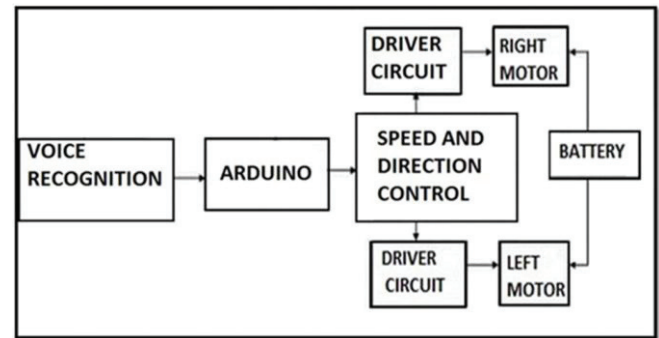 VOICE
RECOGNITION
ARDUINO
SPEED AND
DIRECTION
CONTROL
DRIVER
CIRCUIT
RIGHT
MOTOR
BATTERY
DRIVER
CIRCUIT
LEFT
MOTOR